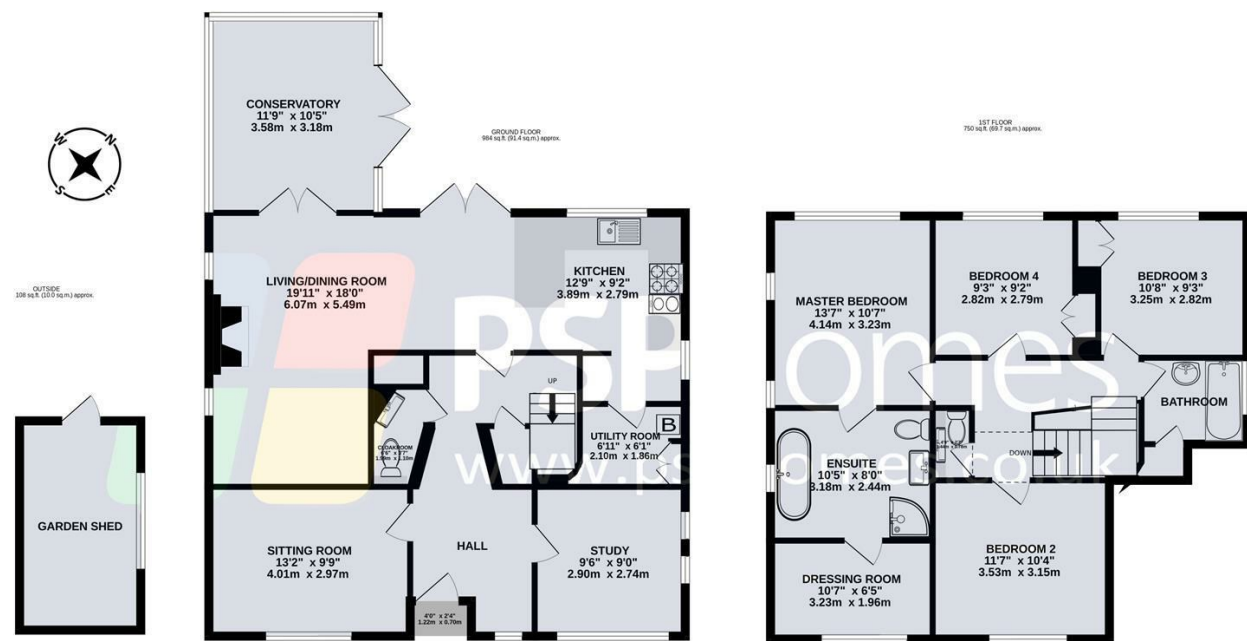 CONSERVATORY
11'9" x 10'5"
3.58m x 3.18m
GROUND FLOOR
984 sq.ft. (91.4 sq.m.) approx.
1ST FLOOR
750 sq.ft. (69.7 sq.m.) approx.
W
N
S
E
OUTSIDE
108 sq.ft. (10.0 sq.m.) approx.
LIVING/DINING ROOM
19'11" x 18'0"
6.07m x 5.49m
KITCHEN
12'9" x 9'2"
3.89m x 2.79m
MASTER BEDROOM
13'7" x 10'7"
4.14m x 3.23m
BEDROOM 4
9'3" x 9'2"
2.82m x 2.79m
BEDROOM 3
10'8" x 9'3"
3.25m x 2.82m
PSP Homes
www.psphomes.co.uk
UP
CLOAKROOM
B
UTILITY ROOM
6'11" x 6'1"
2.10m x 1.86m
BATHROOM
ENSUITE
10'5" x 8'0"
3.18m x 2.44m
DOWN
GARDEN SHED
SITTING ROOM
13'2" x 9'9"
4.01m x 2.97m
HALL
STUDY
9'6" x 9'0"
2.90m x 2.74m
4'0" x 2'4"
1.22m x 0.70m
DRESSING ROOM
10'7" x 6'5"
3.23m x 1.96m
BEDROOM 2
11'7" x 10'4"
3.53m x 3.15m